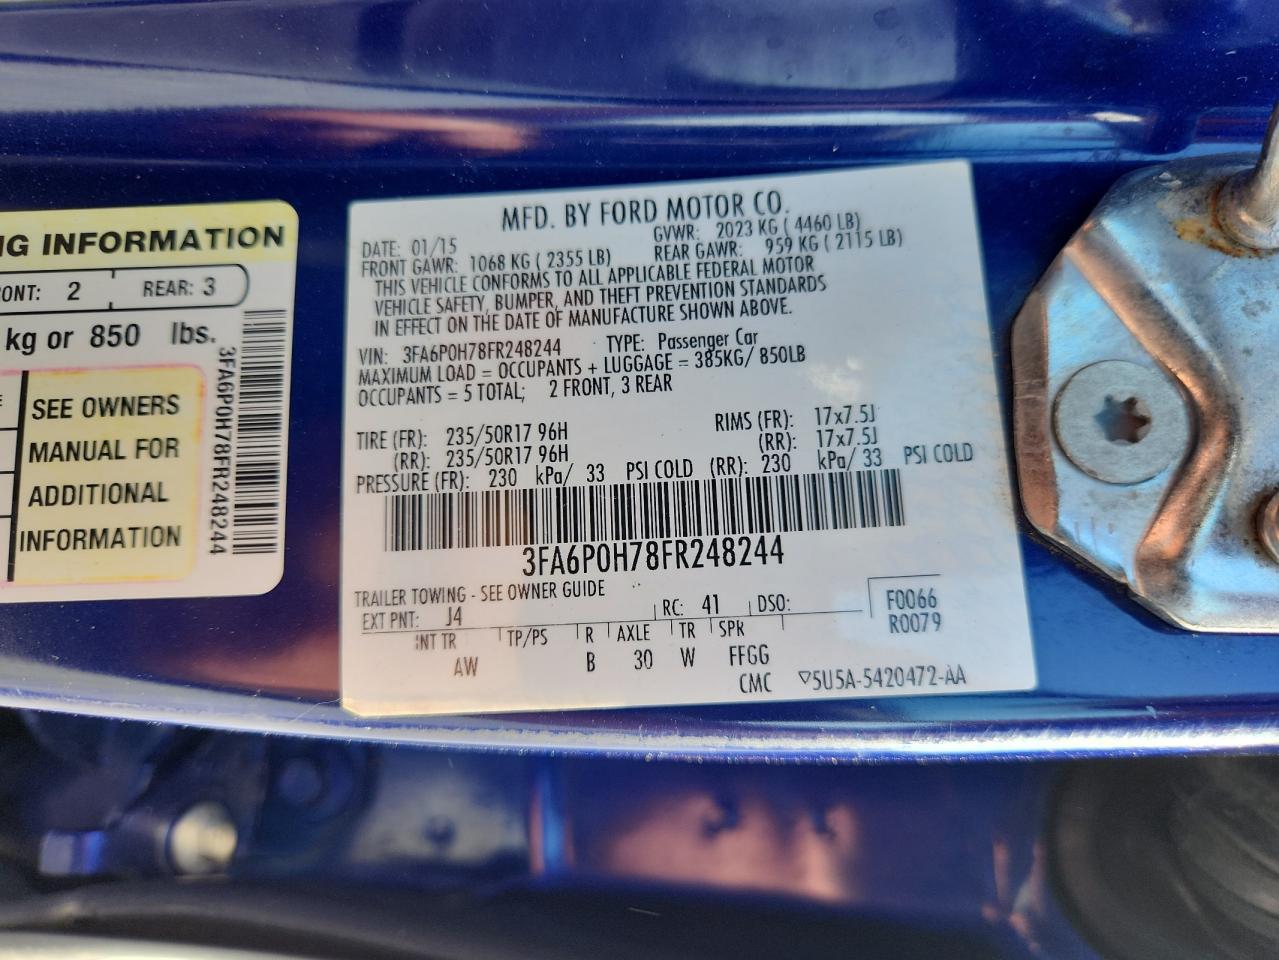 NG INFORMATION
ONT: 2 REAR: 3
kg or 850 lbs.
SEE OWNERS
MANUAL FOR
ADDITIONAL
INFORMATION
3FA6P0H78FR248244
MFD. BY FORD MOTOR CO.
DATE: 01/15 GVWR: 2023 KG ( 4460 LB)
FRONT GAWR: 1068 KG ( 2355 LB) REAR GAWR: 959 KG ( 2115 LB)
THIS VEHICLE CONFORMS TO ALL APPLICABLE FEDERAL MOTOR
VEHICLE SAFETY, BUMPER, AND THEFT PREVENTION STANDARDS
IN EFFECT ON THE DATE OF MANUFACTURE SHOWN ABOVE.
VIN: 3FA6P0H78FR248244 TYPE: Passenger Car
MAXIMUM LOAD = OCCUPANTS + LUGGAGE = 385KG/ 850LB
OCCUPANTS = 5 TOTAL; 2 FRONT, 3 REAR
TIRE (FR): 235/50R17 96H RIMS (FR): 17x7.5J
(RR): 235/50R17 96H (RR): 17x7.5J
PRESSURE (FR): 230 kPa/ 33 PSI COLD (RR): 230 kPa/ 33 PSI COLD
3FA6P0H78FR248244
TRAILER TOWING - SEE OWNER GUIDE
EXT PNT: J4 RC: 41 DSO: F0066
R0079
INT TR TP/PS R AXLE TR SPR
AW B 30 W FFGG
CMC ▽5U5A-5420472-AA